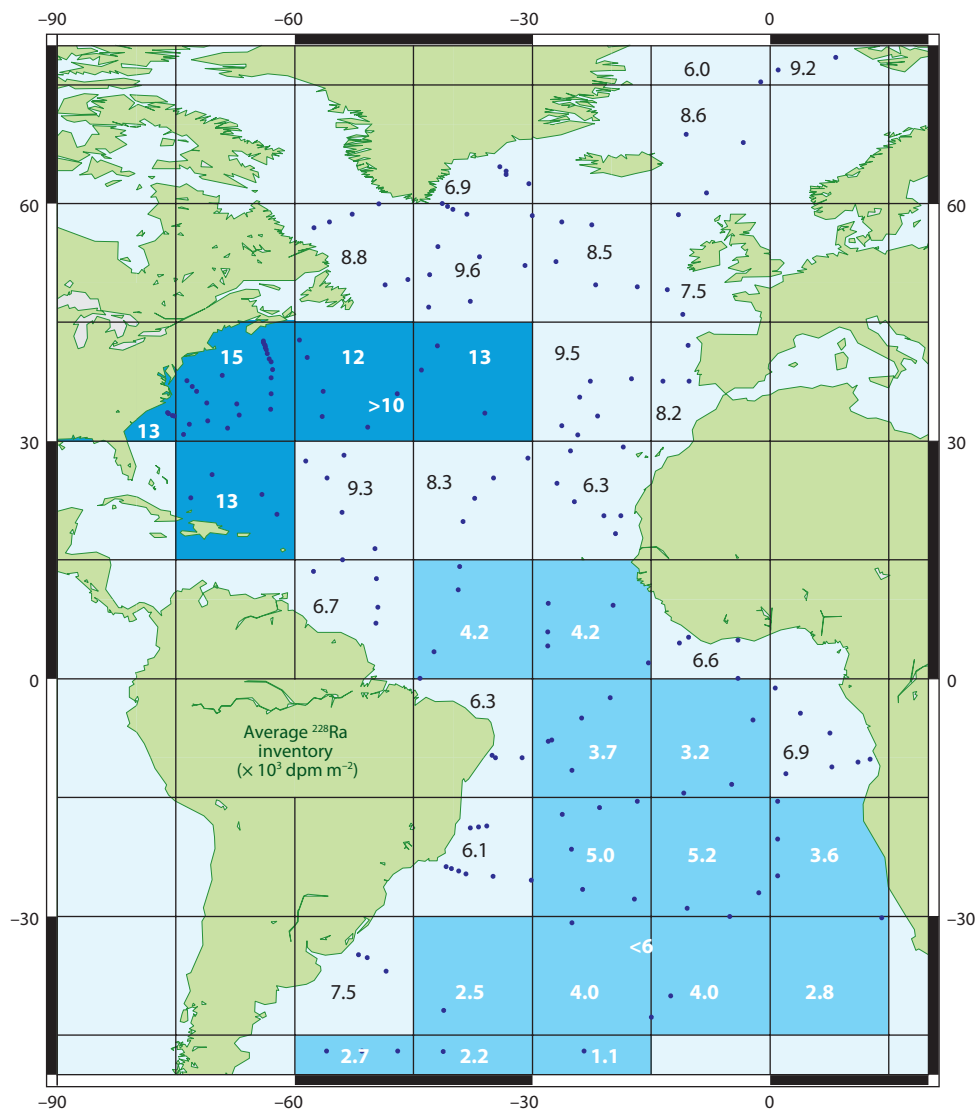 −90 −60 −30 0
6.0 9.2
8.6
6.9
60 60
8.8 9.6 8.5
7.5
15 12 13 9.5
>10 8.2
13
30 30
13 9.3 8.3 6.3
6.7 4.2 4.2
6.6
0 0
6.3
Average ²²⁸Ra
inventory
(× 10³ dpm m⁻²)
3.7 3.2 6.9
6.1 5.0 5.2 3.6
−30 −30
<6
7.5 2.5 4.0 4.0 2.8
2.7 2.2 1.1
−90 −60 −30 0